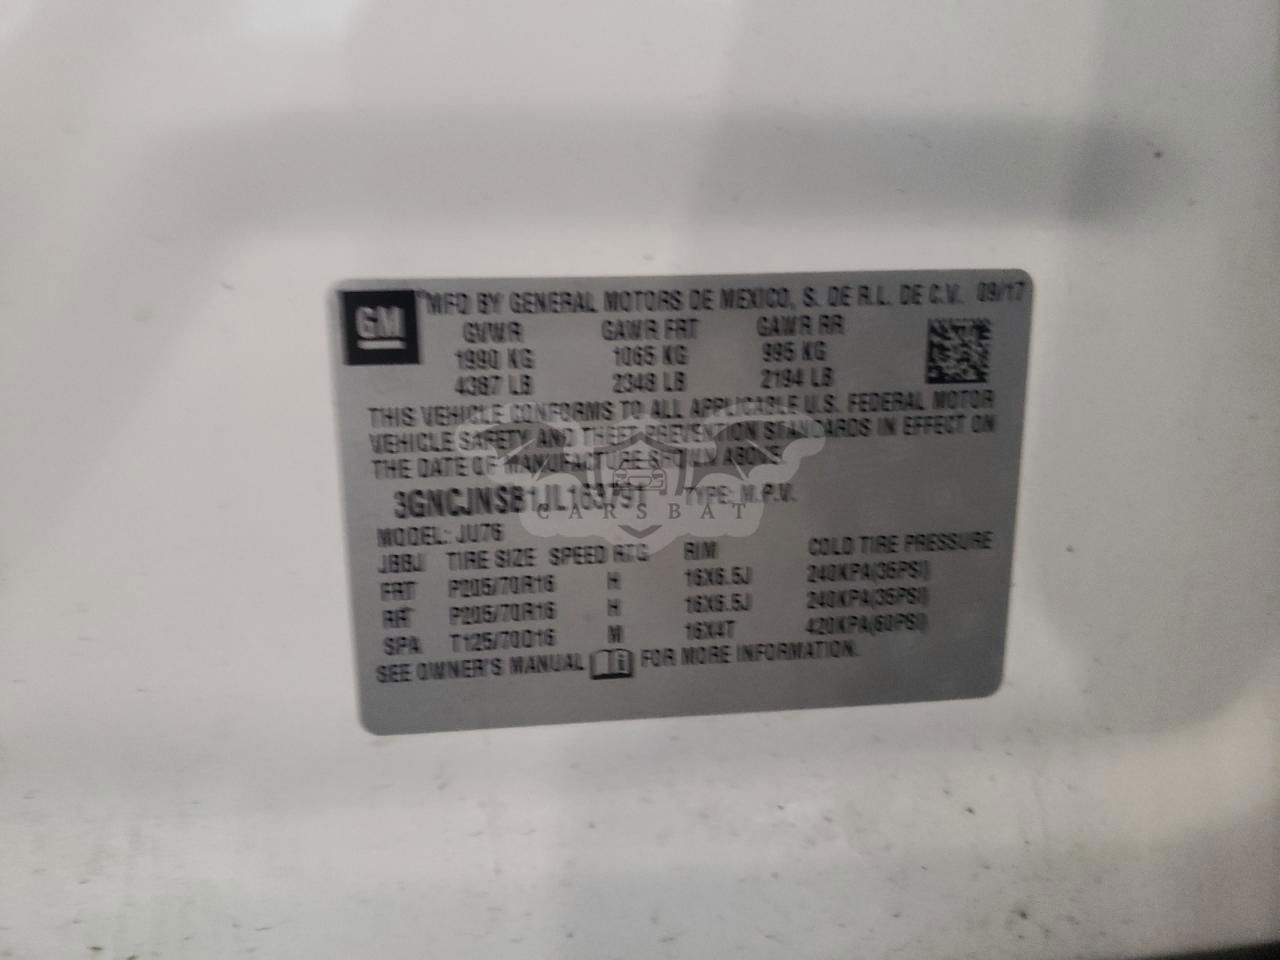 GM
MFD BY GENERAL MOTORS DE MEXICO, S. DE R.L. DE C.V. 09/17
GVWR GAWR FRT GAWR RR
1990 KG 1065 KG 995 KG
4387 LB 2348 LB 2194 LB
THIS VEHICLE CONFORMS TO ALL APPLICABLE U.S. FEDERAL MOTOR
VEHICLE SAFETY AND THEFT PREVENTION STANDARDS IN EFFECT ON
THE DATE OF MANUFACTURE SHOWN ABOVE
3GNCJNSB1JL163791 TYPE: M.P.V.
CARSBAT
MODEL: JU76
JBBJ TIRE SIZE SPEED RTG RIM COLD TIRE PRESSURE
FRT P205/70R16 H 16X6.5J 240KPA(35PSI)
RR P205/70R16 H 16X6.5J 240KPA(35PSI)
SPA T125/70D16 M 16X4T 420KPA(60PSI)
SEE OWNER'S MANUAL FOR MORE INFORMATION.